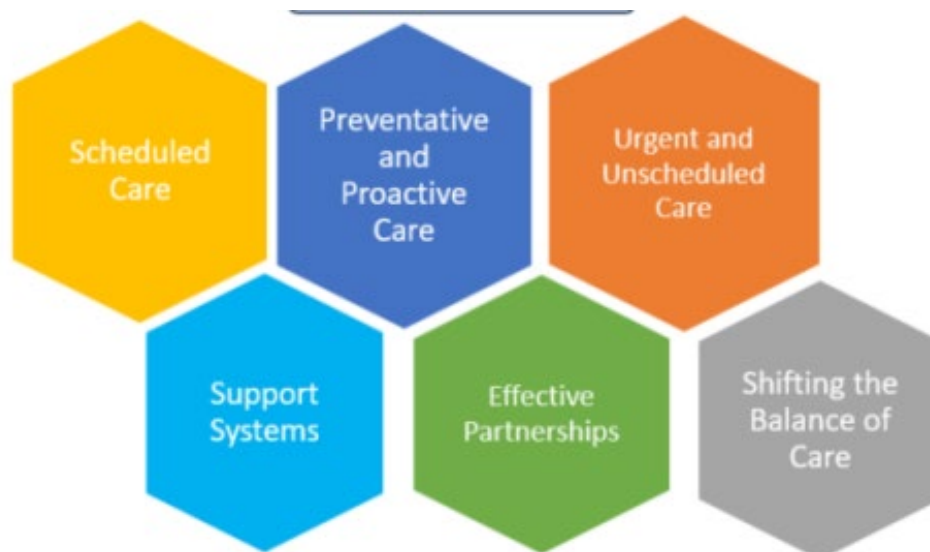 Scheduled
Care
Preventative
and
Proactive
Care
Urgent and
Unscheduled
Care
Support
Systems
Effective
Partnerships
Shifting the
Balance of
Care